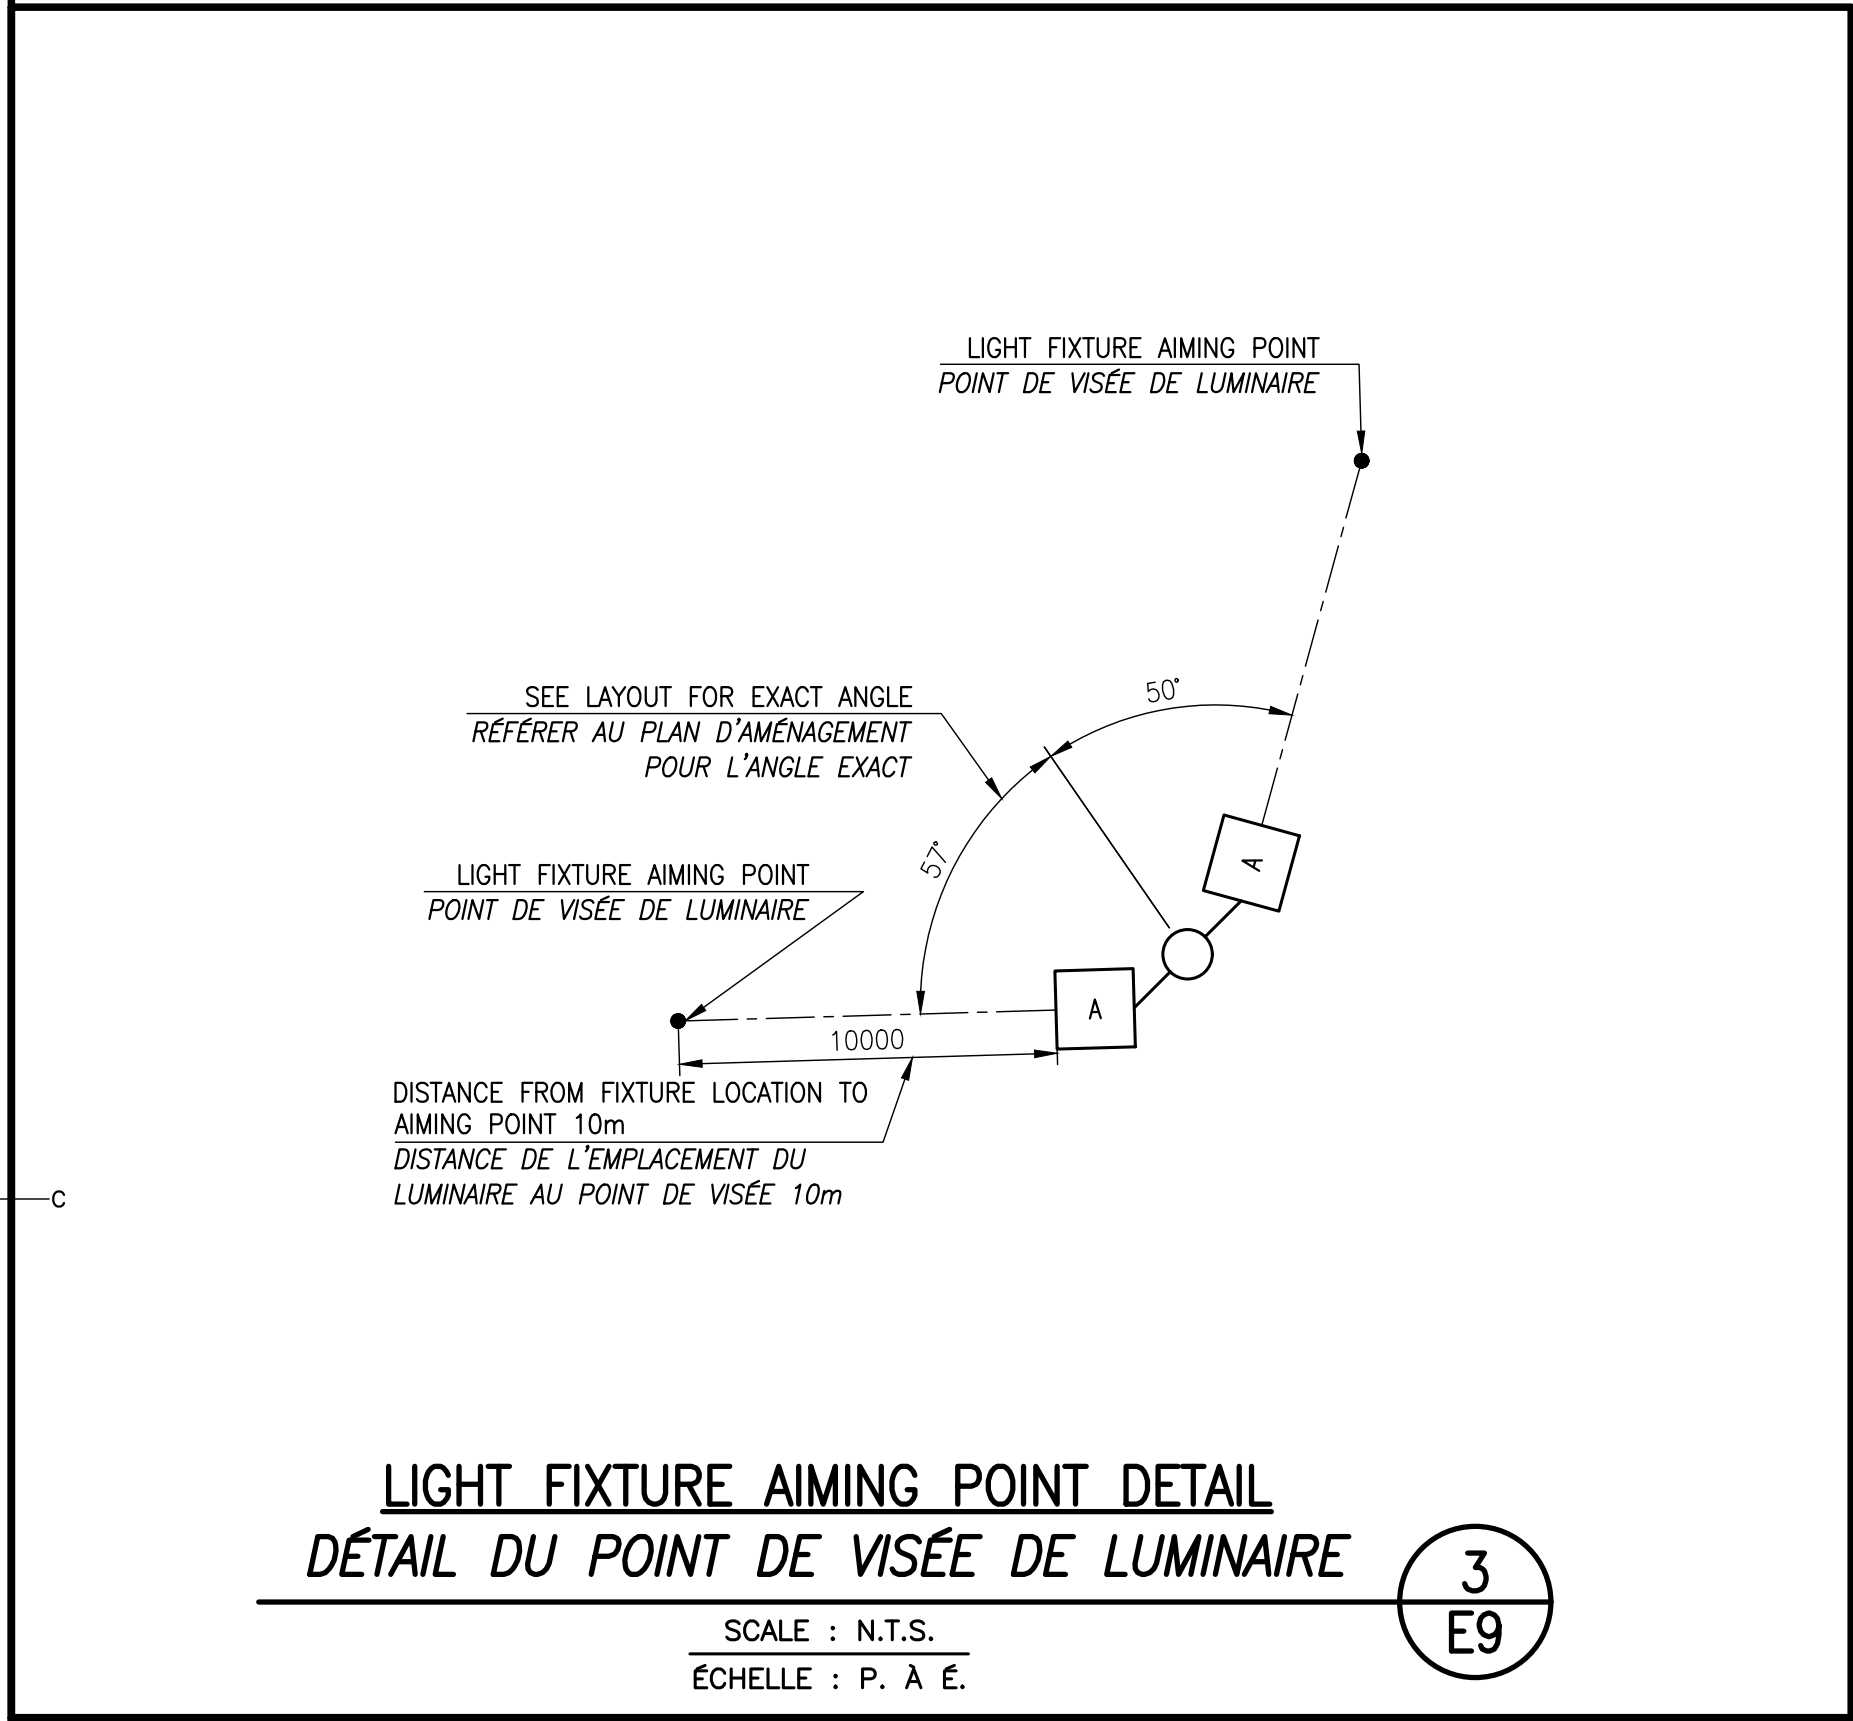 LIGHT FIXTURE AIMING POINT
POINT DE VISÉE DE LUMINAIRE
50°
SEE LAYOUT FOR EXACT ANGLE
RÉFÉRER AU PLAN D'AMÉNAGEMENT
POUR L'ANGLE EXACT
57°
A
LIGHT FIXTURE AIMING POINT
POINT DE VISÉE DE LUMINAIRE
A
10000
DISTANCE FROM FIXTURE LOCATION TO
AIMING POINT 10m
DISTANCE DE L'EMPLACEMENT DU
LUMINAIRE AU POINT DE VISÉE 10m
C
LIGHT FIXTURE AIMING POINT DETAIL
DÉTAIL DU POINT DE VISÉE DE LUMINAIRE
3
E9
SCALE : N.T.S.
ÉCHELLE : P. À É.